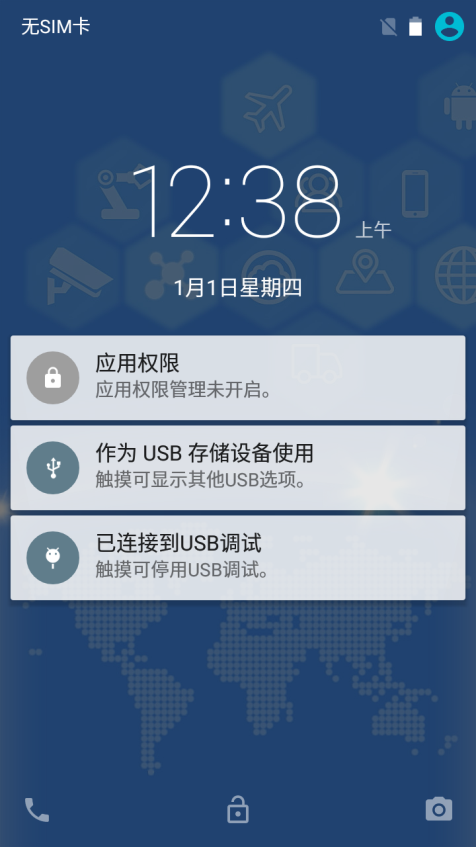 无SIM卡
12:38 上午
1月1日星期四
应用权限
应用权限管理未开启。
作为 USB 存储设备使用
触摸可显示其他USB选项。
已连接到USB调试
触摸可停用USB调试。